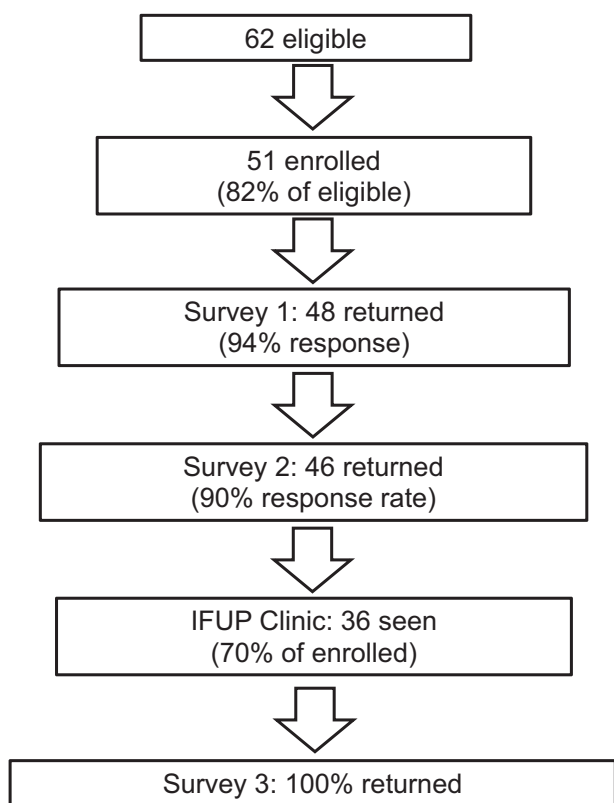 62 eligible
51 enrolled
(82% of eligible)
Survey 1: 48 returned
(94% response)
Survey 2: 46 returned
(90% response rate)
IFUP Clinic: 36 seen
(70% of enrolled)
Survey 3: 100% returned